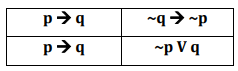 p → q ~q → ~p
p → q ~p V q